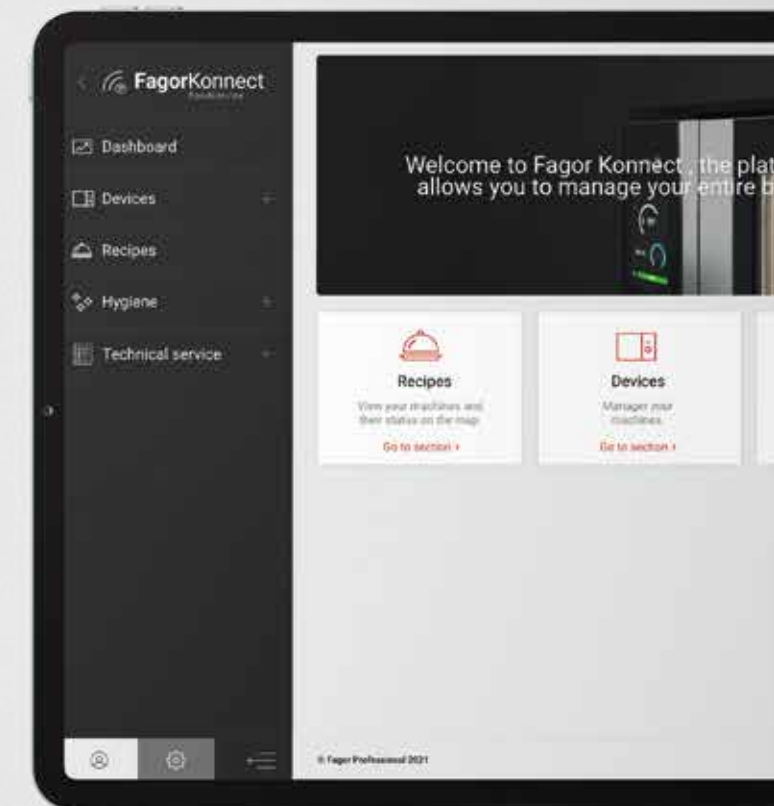 FagorKonnect
Dashboard
Devices
Recipes
Hygiene
Technical service
Welcome to Fagor Konnect , the plat
allows you to manage your entire b
Recipes
View your machines and
their status on the map
Go to section ›
Devices
Manager your
machines.
Go to section ›
© Fagor Professional 2021